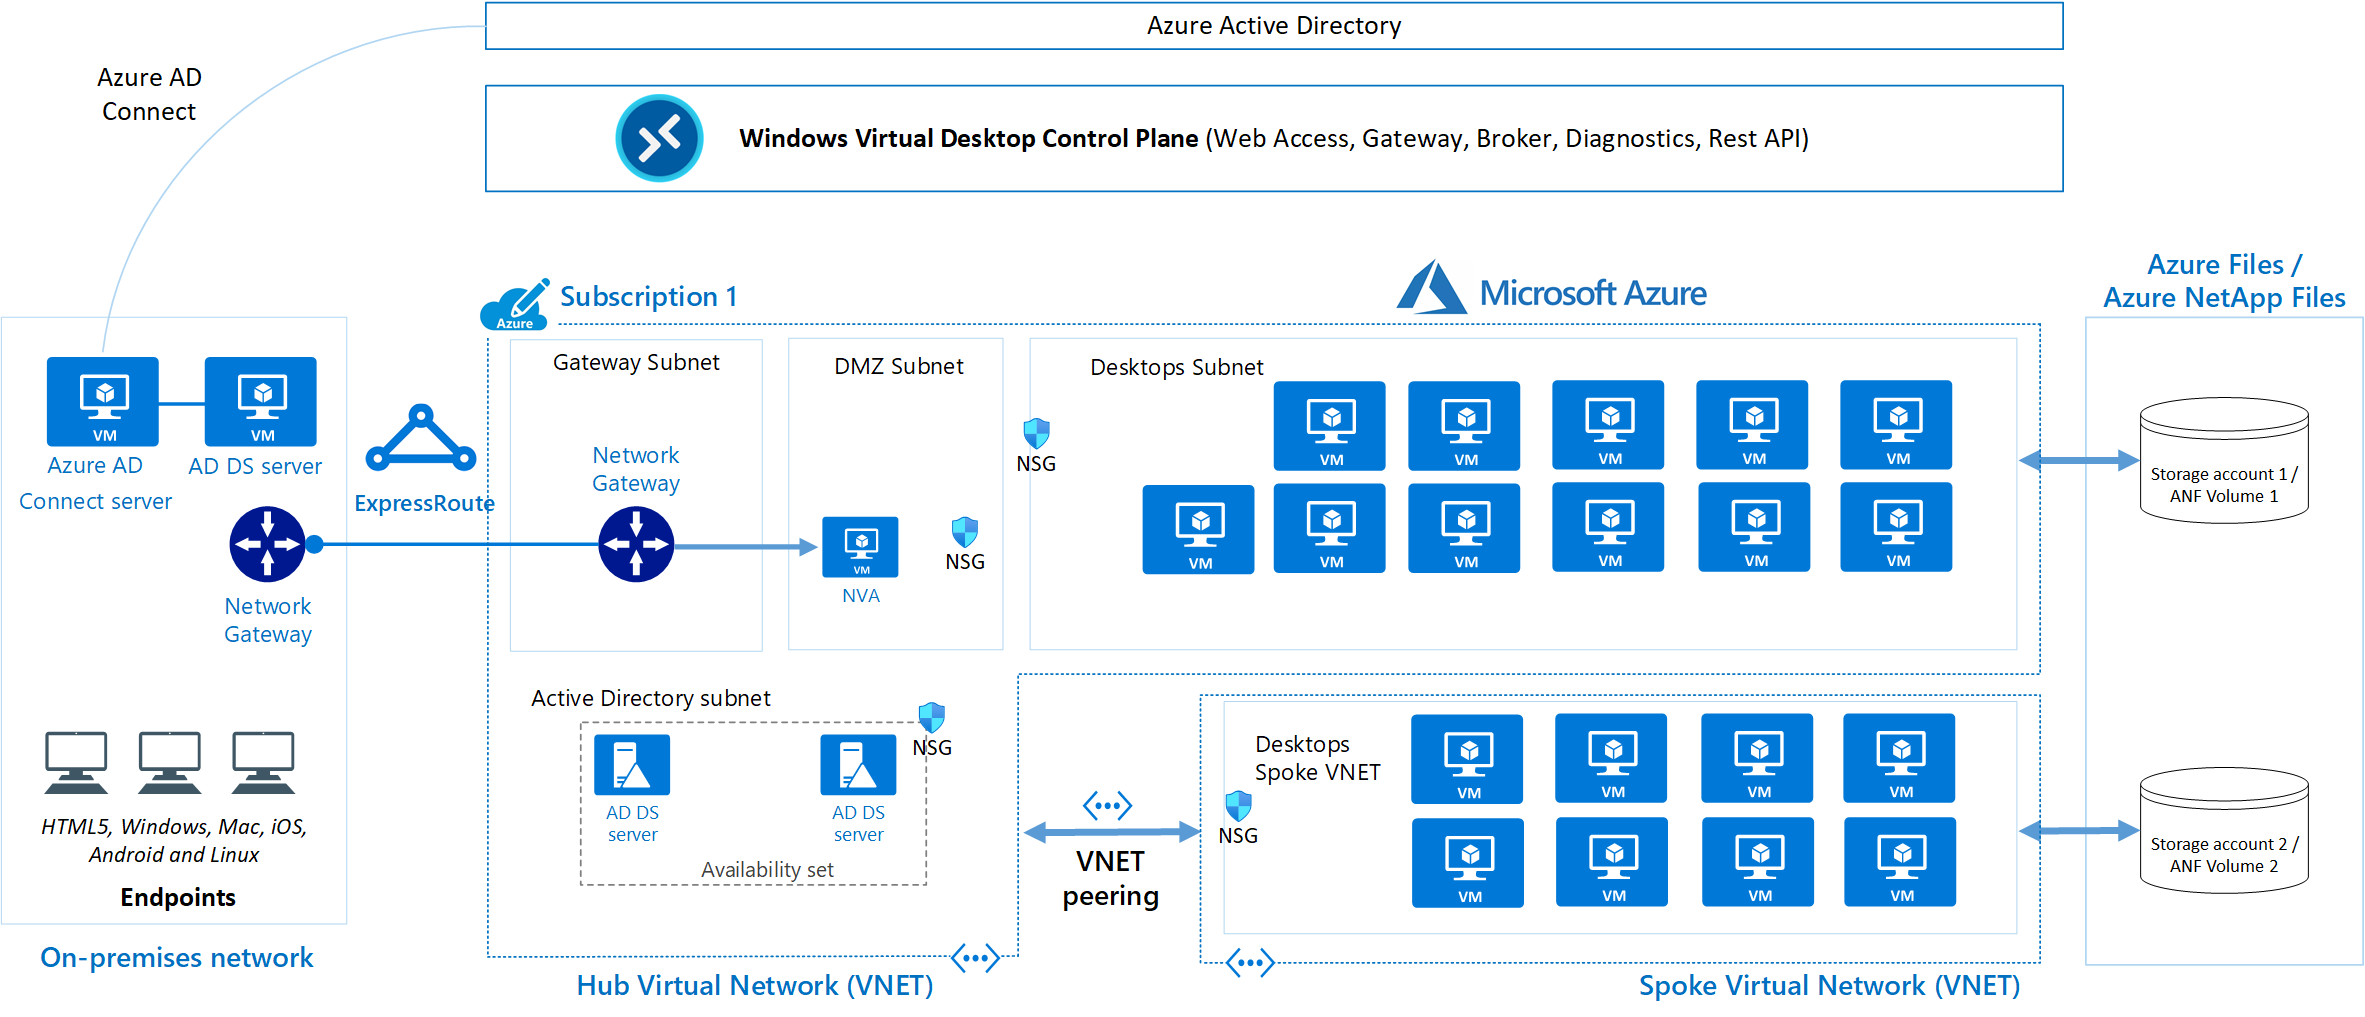 Azure Active Directory
Azure AD
Connect
Windows Virtual Desktop Control Plane (Web Access, Gateway, Broker, Diagnostics, Rest API)
Azure
Subscription 1
Microsoft Azure
Azure Files /
Azure NetApp Files
VM
Azure AD
Connect server
VM
AD DS server
ExpressRoute
Network
Gateway
HTML5, Windows, Mac, iOS,
Android and Linux
Endpoints
On-premises network
Gateway Subnet
Network
Gateway
DMZ Subnet
VM
NVA
NSG
NSG
Desktops Subnet
VM
VM
VM
VM
VM
VM
VM
VM
VM
VM
VM
Storage account 1 /
ANF Volume 1
Active Directory subnet
NSG
AD DS
server
AD DS
server
Availability set
Hub Virtual Network (VNET)
VNET
peering
Desktops
Spoke VNET
NSG
VM
VM
VM
VM
VM
VM
VM
VM
Spoke Virtual Network (VNET)
Storage account 2 /
ANF Volume 2